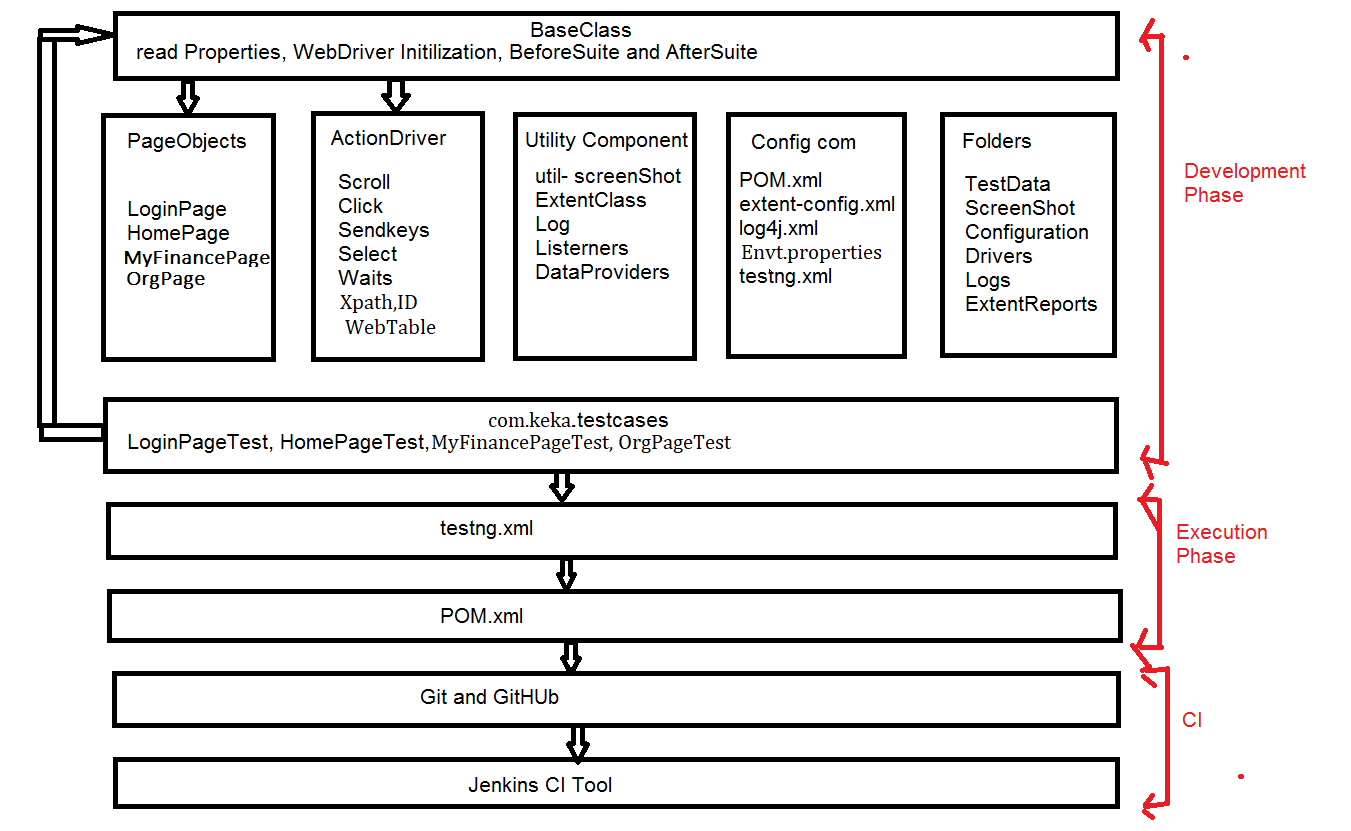 BaseClass
read Properties, WebDriver Initilization, BeforeSuite and AfterSuite
PageObjects
LoginPage
HomePage
MyFinancePage
OrgPage
ActionDriver
Scroll
Click
Sendkeys
Select
Waits
Xpath,ID
WebTable
Utility Component
util- screenShot
ExtentClass
Log
Listerners
DataProviders
Config com
POM.xml
extent-config.xml
log4j.xml
Envt.properties
testng.xml
Folders
TestData
ScreenShot
Configuration
Drivers
Logs
ExtentReports
Development
Phase
com.keka.testcases
LoginPageTest, HomePageTest,MyFinancePageTest, OrgPageTest
testng.xml
Execution
Phase
POM.xml
Git and GitHUb
CI
Jenkins CI Tool